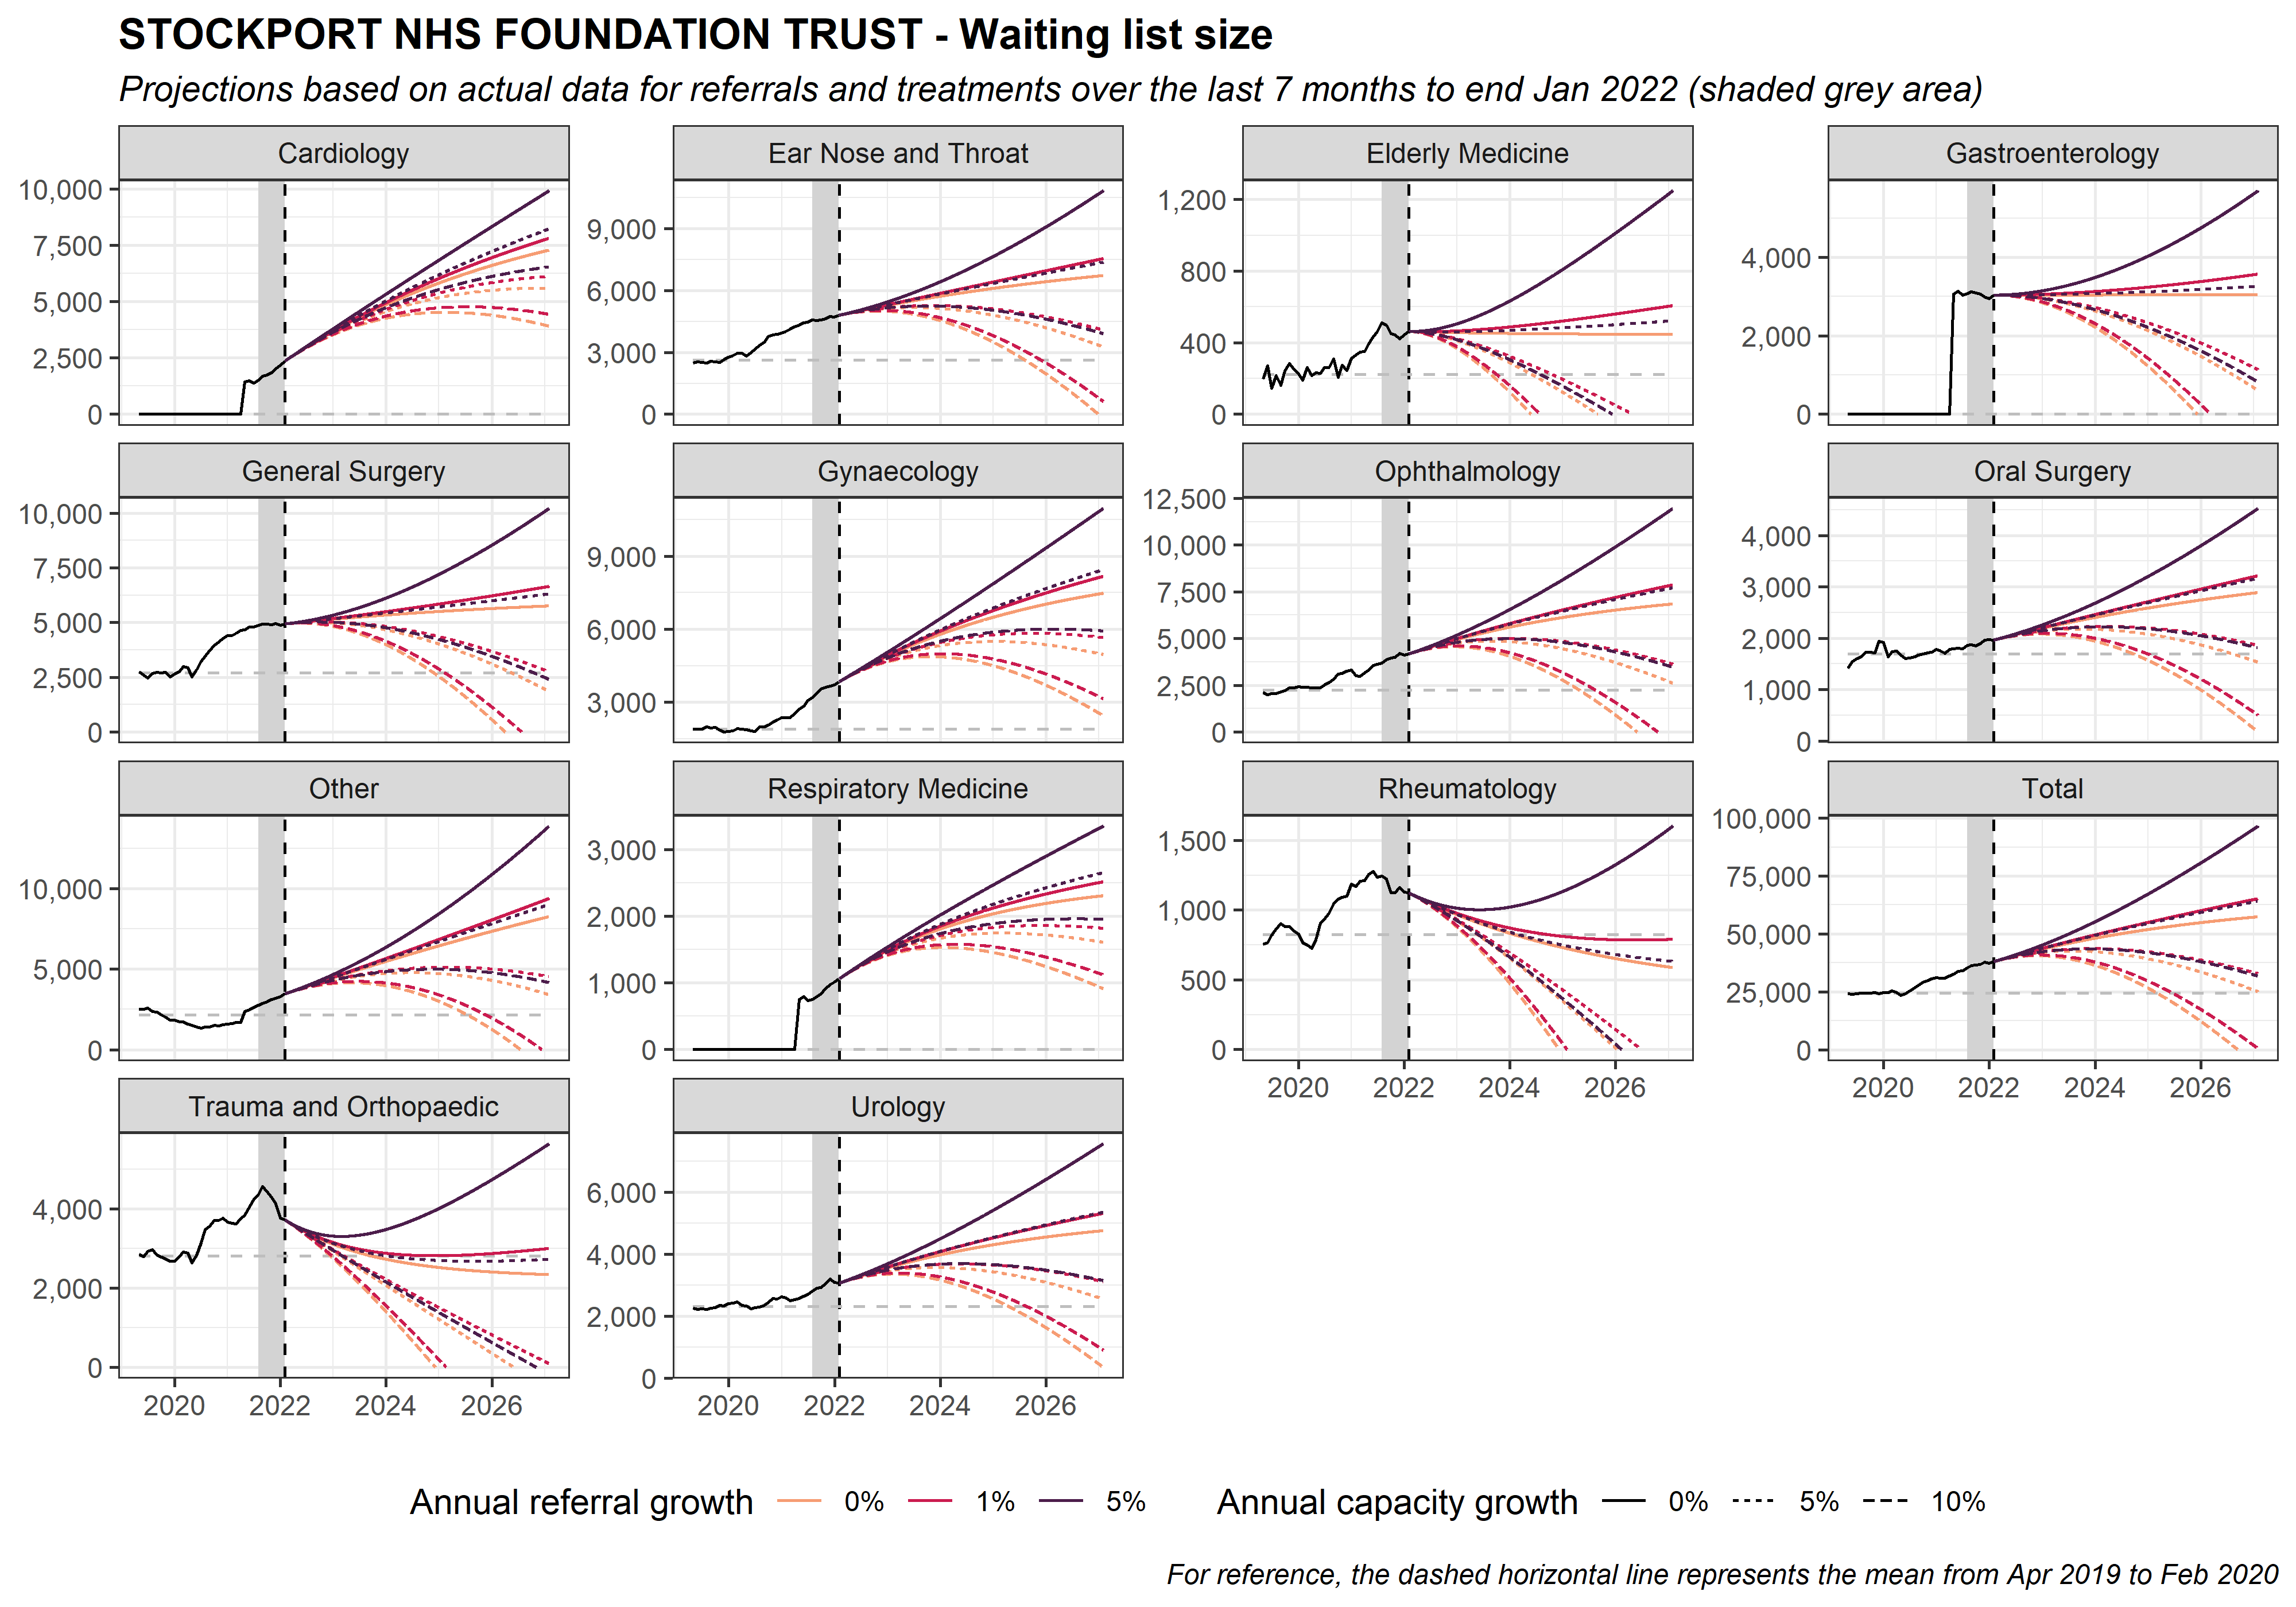 STOCKPORT NHS FOUNDATION TRUST - Waiting list size
Projections based on actual data for referrals and treatments over the last 7 months to end Jan 2022 (shaded grey area)
Cardiology
10,000
7,500
5,000
2,500
0
Ear Nose and Throat
9,000
6,000
3,000
0
Elderly Medicine
1,200
800
400
0
Gastroenterology
4,000
2,000
0
General Surgery
10,000
7,500
5,000
2,500
0
Gynaecology
9,000
6,000
3,000
Ophthalmology
12,500
10,000
7,500
5,000
2,500
0
Oral Surgery
4,000
3,000
2,000
1,000
0
Other
10,000
5,000
0
Respiratory Medicine
3,000
2,000
1,000
0
Rheumatology
1,500
1,000
500
0
2020 2022 2024 2026
Total
100,000
75,000
50,000
25,000
0
2020 2022 2024 2026
Trauma and Orthopaedic
4,000
2,000
0
2020 2022 2024 2026
Urology
6,000
4,000
2,000
0
2020 2022 2024 2026
Annual referral growth 0% 1% 5%
Annual capacity growth 0% 5% 10%
For reference, the dashed horizontal line represents the mean from Apr 2019 to Feb 2020